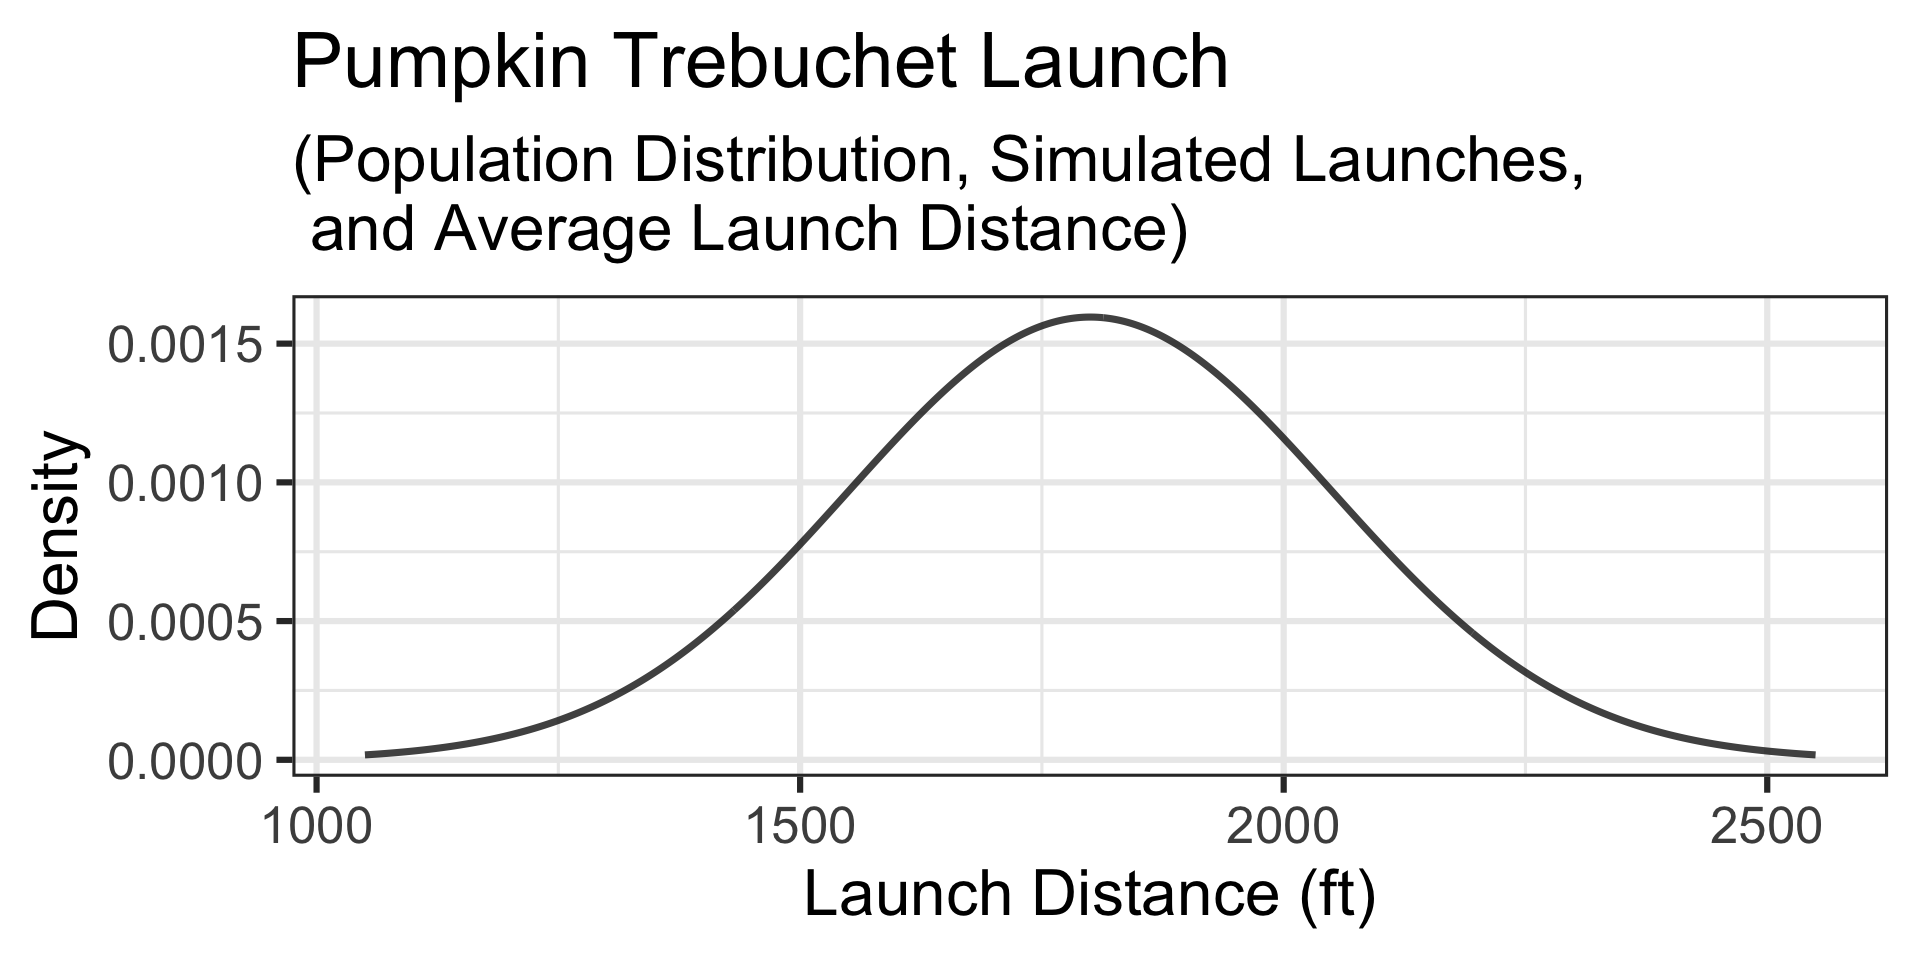 Pumpkin Trebuchet Launch
(Population Distribution, Simulated Launches,
and Average Launch Distance)
Density
0.0015
0.0010
0.0005
0.0000
1000 1500 2000 2500
Launch Distance (ft)